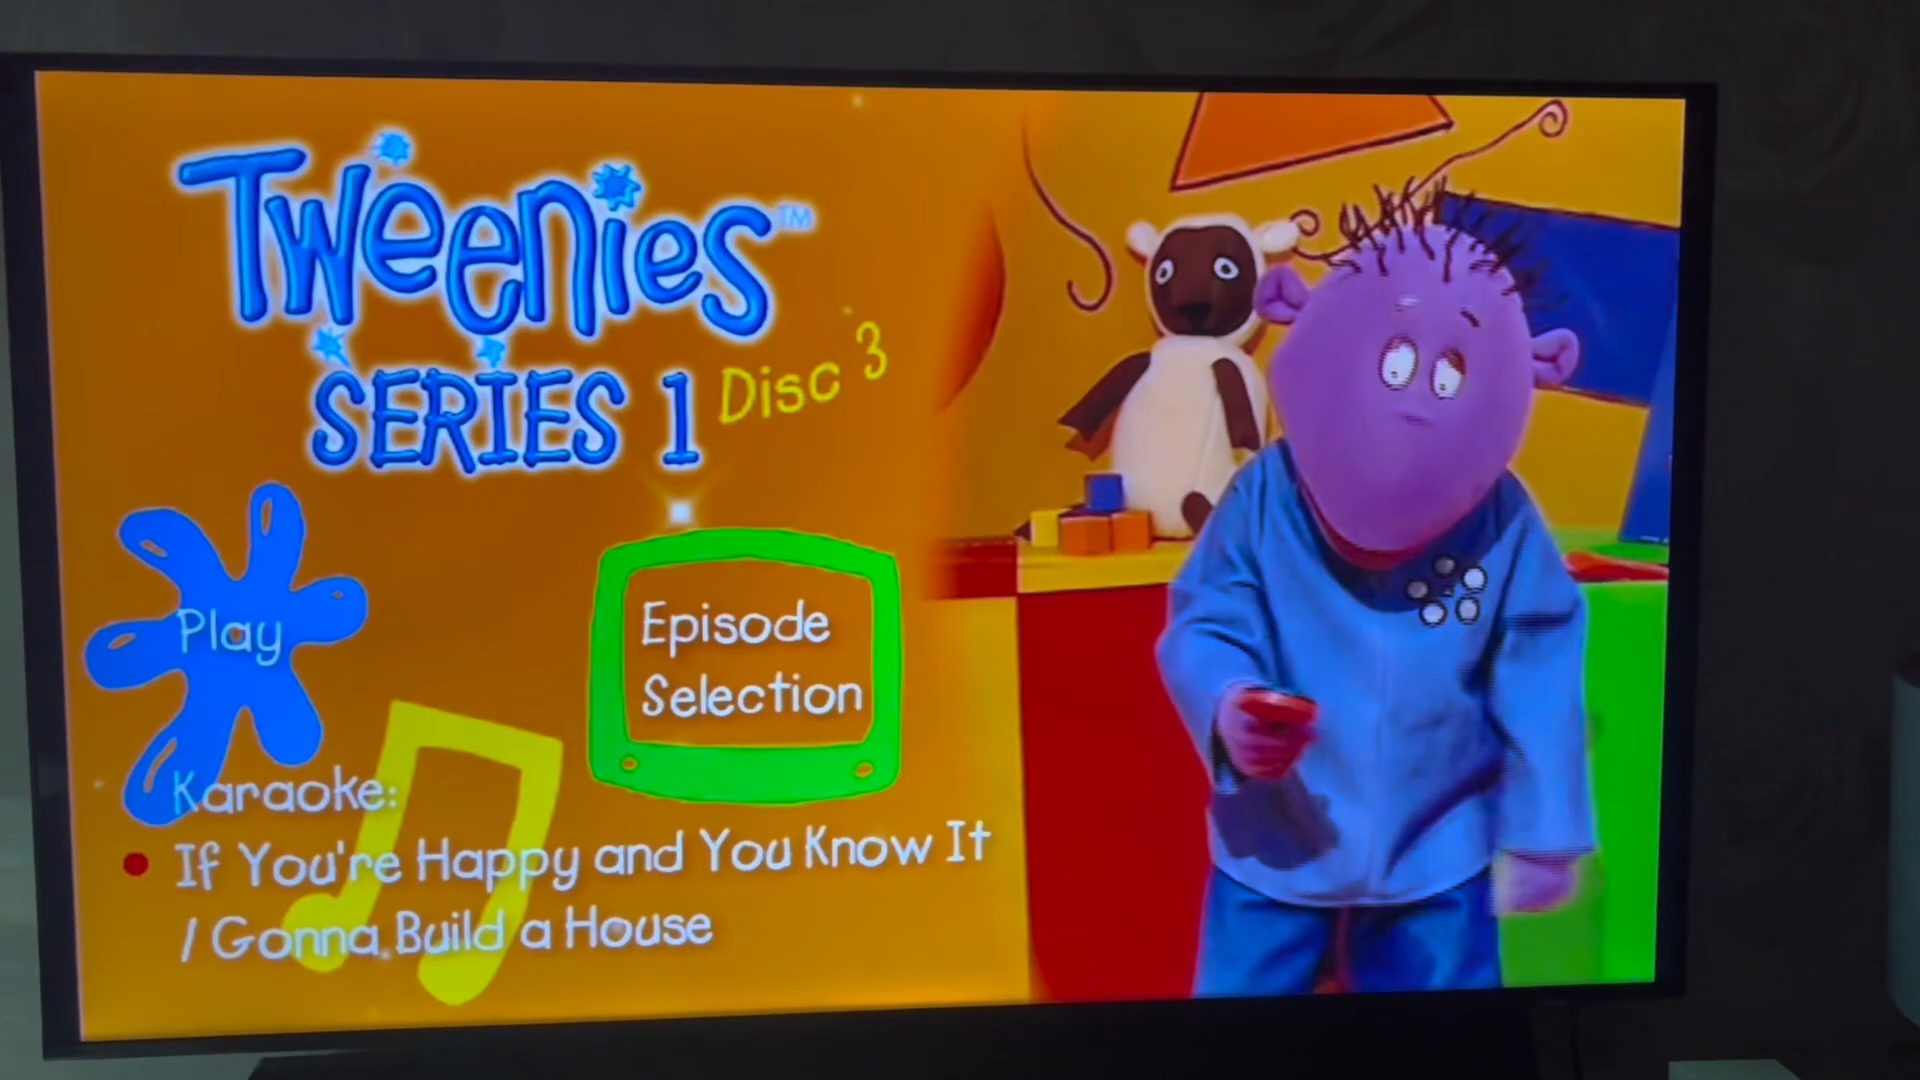 Tweenies™
SERIES 1 Disc 3
Play
Episode
Selection
Karaoke:
If You're Happy and You Know It
/ Gonna Build a House